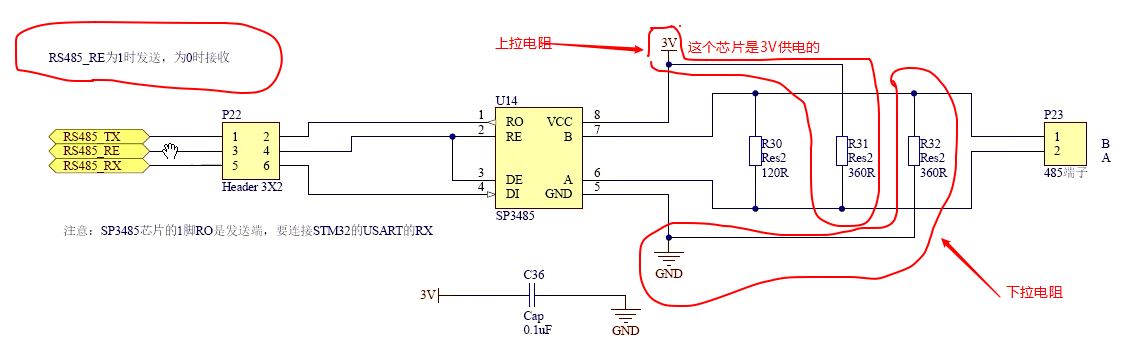 上拉电阻
3V
这个芯片是3V供电的
RS485_RE为1时发送，为0时接收
P22
U14
P23
RS485_TX
RS485_RE
RS485_RX
1 2
3 4
5 6
Header 3X2
1 RO VCC 8
2 RE B 7
3 DE A 6
4 DI GND 5
SP3485
R30
Res2
120R
R31
Res2
360R
R32
Res2
360R
1
2
B
A
485端子
注意：SP3485芯片的1脚RO是发送端，要连接STM32的USART的RX
GND
下拉电阻
3V
C36
Cap
0.1uF
GND